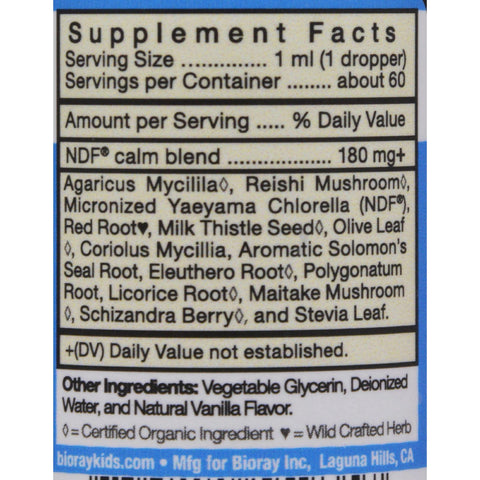 Supplement Facts
Serving Size .............. 1 ml (1 dropper)
Servings per Container ........ about 60
Amount per Serving ..... % Daily Value
NDF® calm blend ................... 180 mg+
Agaricus Mycilila◊, Reishi Mushroom◊,
Micronized Yaeyama Chlorella (NDF®),
Red Root♥, Milk Thistle Seed◊, Olive Leaf
◊, Coriolus Mycillia, Aromatic Solomon's
Seal Root, Eleuthero Root◊, Polygonatum
Root, Licorice Root◊, Maitake Mushroom
◊, Schizandra Berry◊, and Stevia Leaf.
+(DV) Daily Value not established.
Other Ingredients: Vegetable Glycerin, Deionized
Water, and Natural Vanilla Flavor.
◊ = Certified Organic Ingredient ♥ = Wild Crafted Herb
bioraykids.com • Mfg for Bioray Inc, Laguna Hills, CA